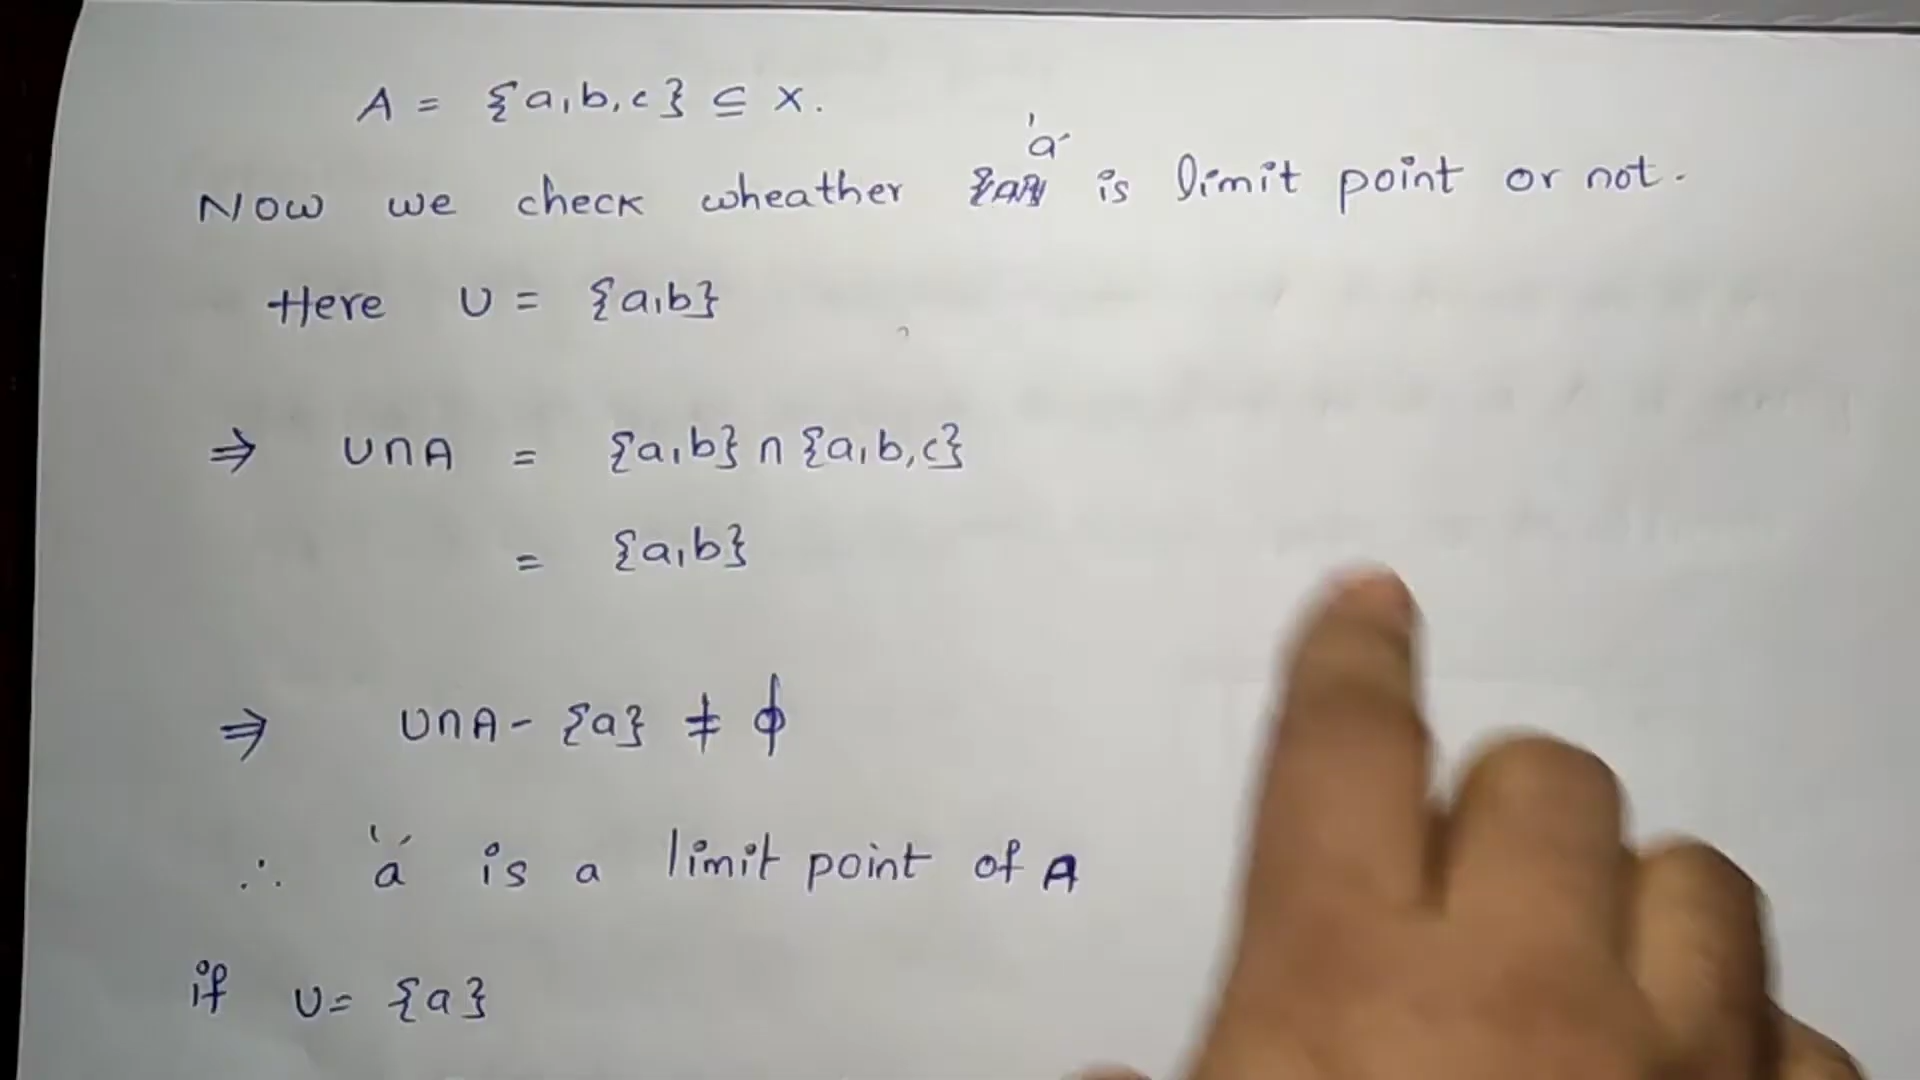 A = {a,b,c} ⊆ X.
'a'
Now we check wheather is limit point or not.
Here U = {a,b}
⇒ U∩A = {a,b} ∩ {a,b,c}
= {a,b}
⇒ U∩A - {a} ≠ ϕ
∴ 'a' is a limit point of A
if U= {a}